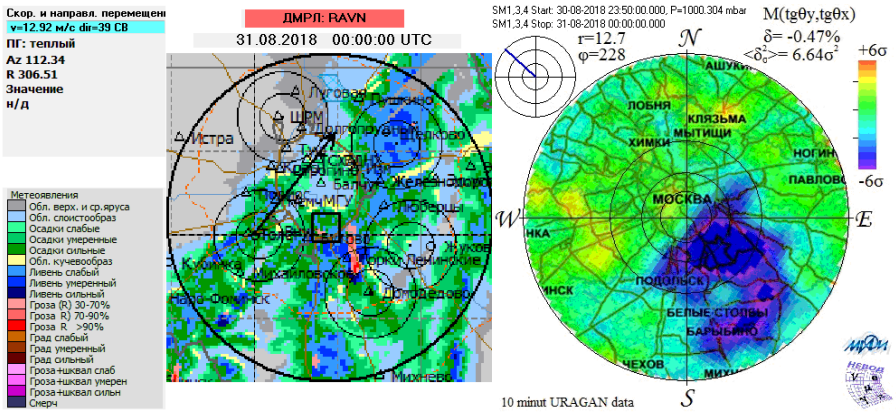 Скор. и направл. перемещен
v=12.92 м/с dir=39 СВ
ПГ: теплый
Az 112.34
R 306.51
Значение
н/д
Метеоявления
Обл. верх. и ср.яруса
Обл. слоистообраз
Осадки слабые
Осадки умеренные
Осадки сильные
Обл. кучевообраз
Ливень слабый
Ливень умеренный
Ливень сильный
Гроза (R) 30-70%
Гроза R) 70-90%
Гроза R >90%
Град слабый
Град умеренный
Град сильный
Гроза+шквал слаб
Гроза+шквал умерен
Гроза+шквал сильн
Смерч
ДМРЛ: RAVN
31.08.2018 00:00:00 UTC
Луговая
Пушкино
ЦРМ
Истра
Долгопрудный
Щелково
Балчуг
Железнодоро
МГУ
Люберцы
Жуков
Кубинка
Михайловское
Горки Ленинские
Наро-Фоминск
Домодедово
Михнево
SM1,3,4 Start: 30-08-2018 23:50:00.000, P=1000.304 mbar
SM1,3,4 Stop: 31-08-2018 00:00:00.000
r=12.7
φ=228
N
M(tgθy,tgθx)
δ= -0.47%
<δ²₀>= 6.64σ²
+6σ
-6σ
АШУКИ
ЛОБНЯ
КЛЯЗЬМА
МЫТИЩИ
ХИМКИ
НОГИН
ПАВЛОВО
МОСКВА
W
E
НКА
ИНСК
ПОДОЛЬСК
БЕЛЫЕ СТОЛБЫ
БАРЫБИНО
ЧЕХОВ
МИХН
S
10 minut URAGAN data
МИФИ
НЕВОД